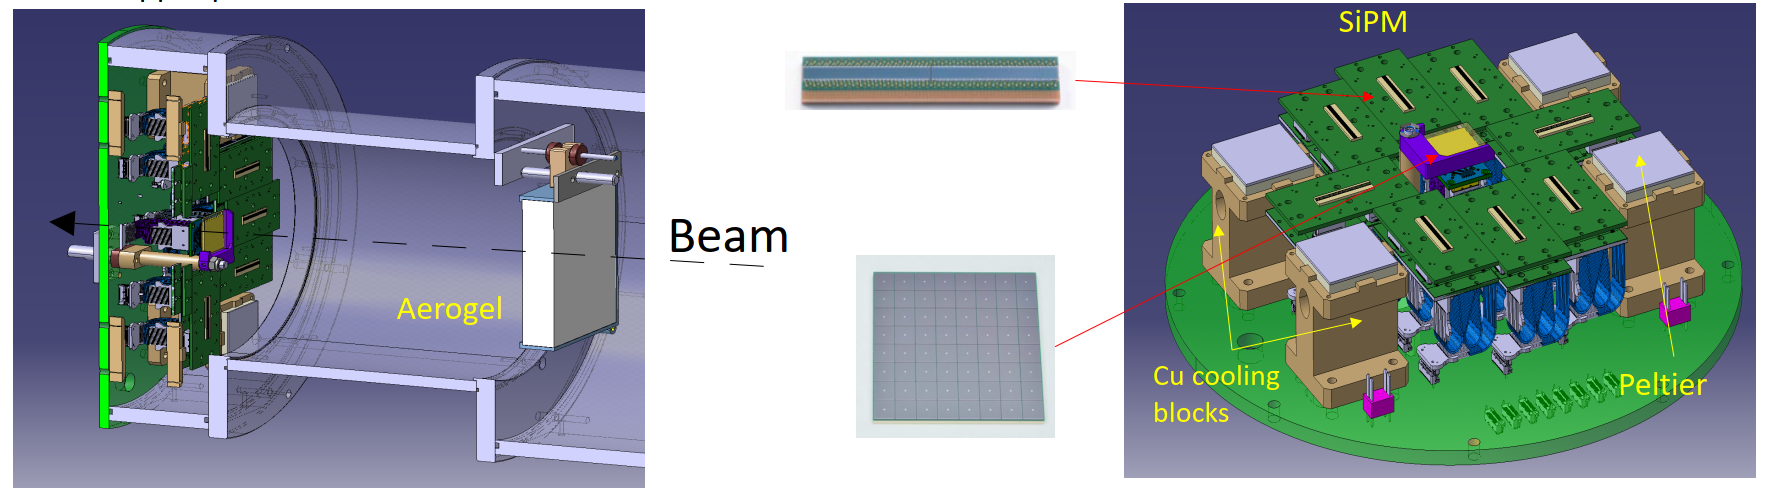 SiPM
Beam
Aerogel
Cu cooling
blocks
Peltier